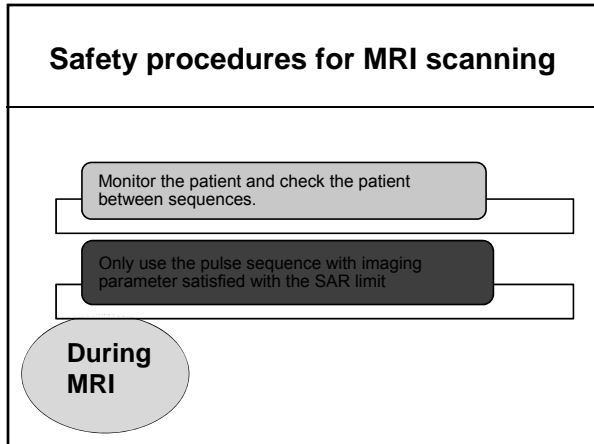 Safety procedures for MRI scanning
Monitor the patient and check the patient
between sequences.
Only use the pulse sequence with imaging
parameter satisfied with the SAR limit
During
MRI